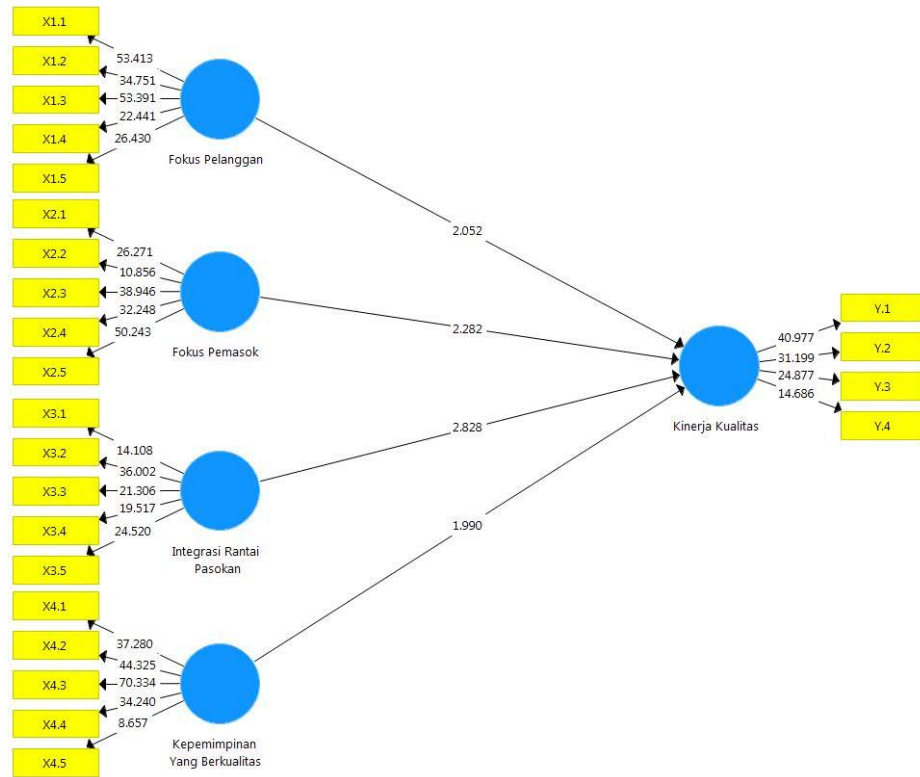 X1.1
X1.2
X1.3
X1.4
X1.5
53.413
34.751
53.391
22.441
26.430
Fokus Pelanggan
X2.1
X2.2
X2.3
X2.4
X2.5
26.271
10.856
38.946
32.248
50.243
Fokus Pemasok
X3.1
X3.2
X3.3
X3.4
X3.5
14.108
36.002
21.306
19.517
24.520
Integrasi Rantai
Pasokan
X4.1
X4.2
X4.3
X4.4
X4.5
37.280
44.325
70.334
34.240
8.657
Kepemimpinan
Yang Berkualitas
2.052
2.282
2.828
1.990
Kinerja Kualitas
40.977
31.199
24.877
14.686
Y.1
Y.2
Y.3
Y.4